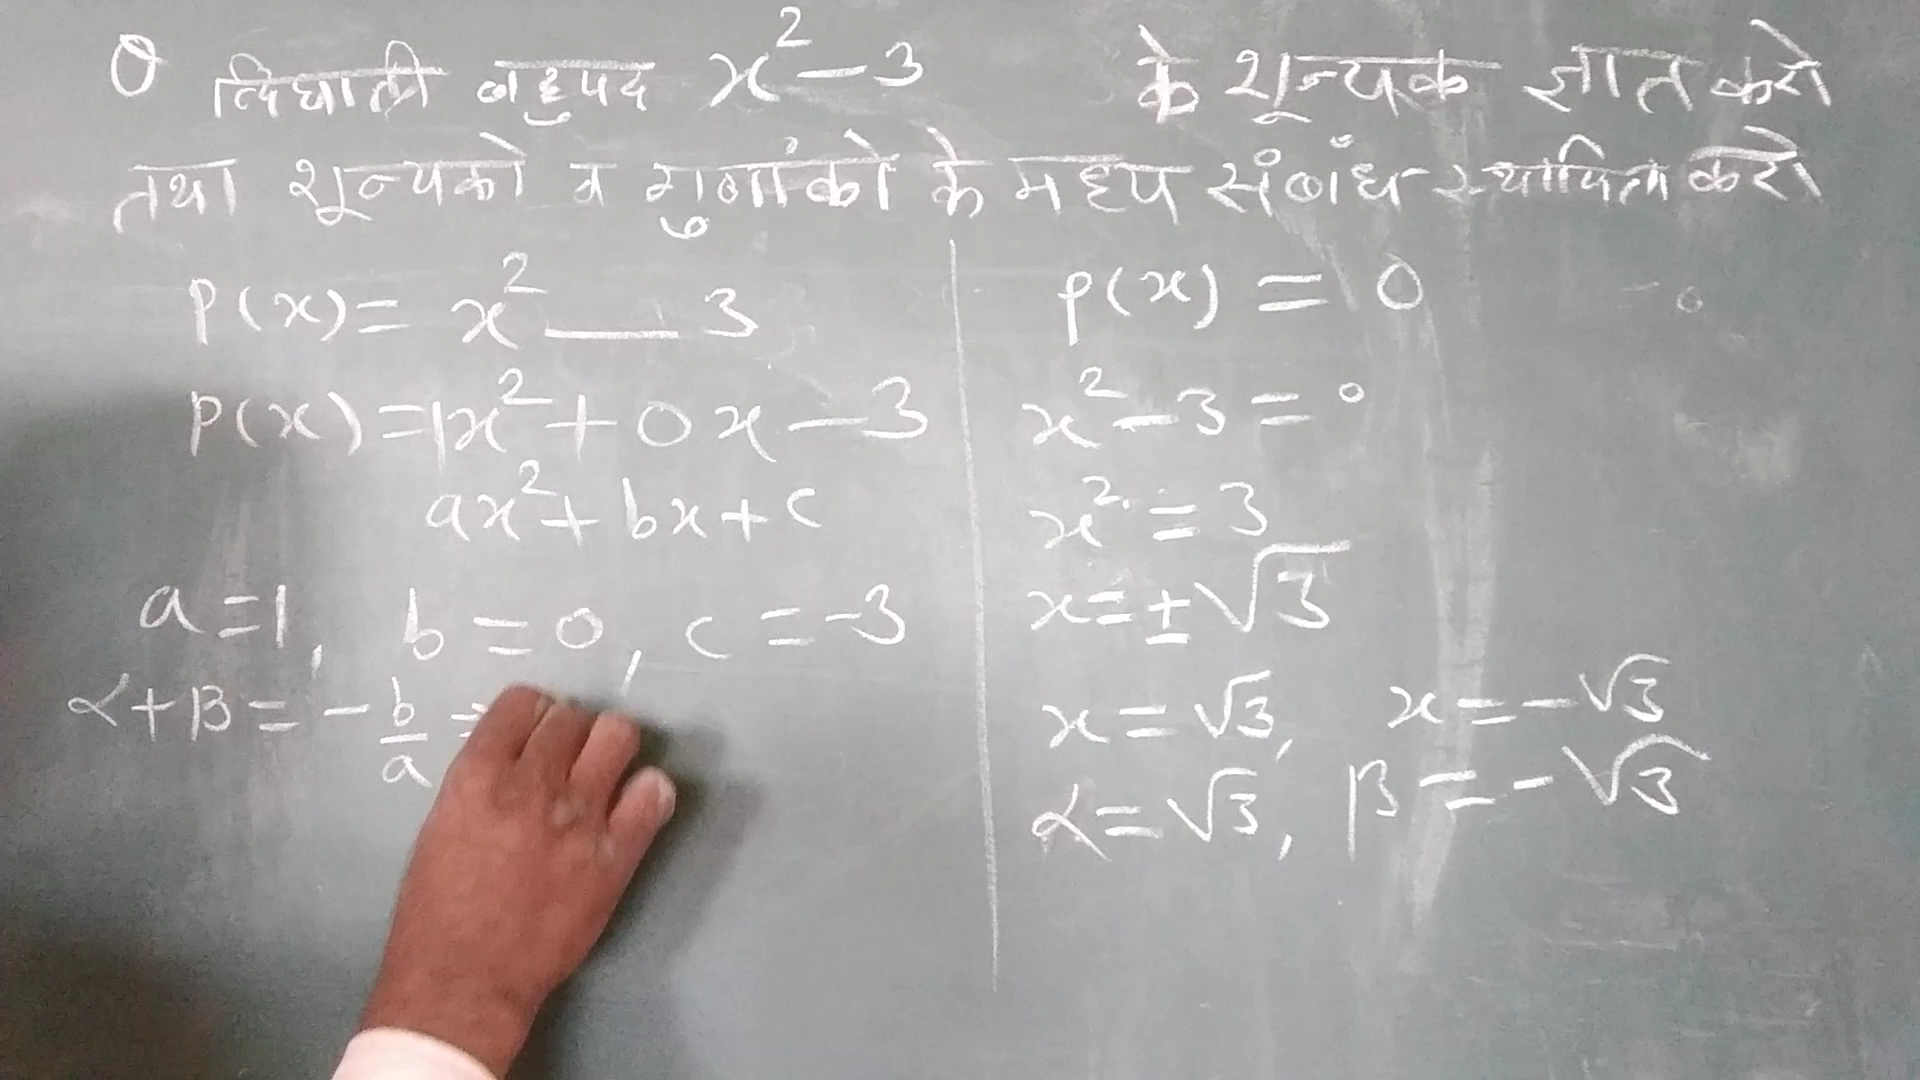 Q द्विघाती बहुपद x² - 3 के शून्यक ज्ञात करो
तथा शून्यको व गुणांको के मध्य संबंध स्थापित करो
P(x) = x² — 3
P(x) = 1x² + 0x - 3
ax² + bx + c
a = 1, b = 0, c = -3
α + β = - b/a =
P(x) = 0
x² - 3 = 0
x² = 3
x = ± √3
x = √3, x = - √3
α = √3, β = - √3